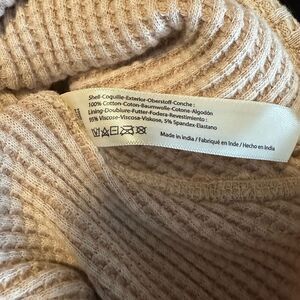 Shell-Coquille-Exterior-Oberstoff-Conche :
100% Cotton-Coton-Baumwolle-Cotone-Algodón
Lining-Doublure-Futter-Fodera-Revestimiento :
95% Viscose-Viscosa-Viskose, 5% Spandex-Elastano
Made in India / Fabriqué en Inde / Hecho en India